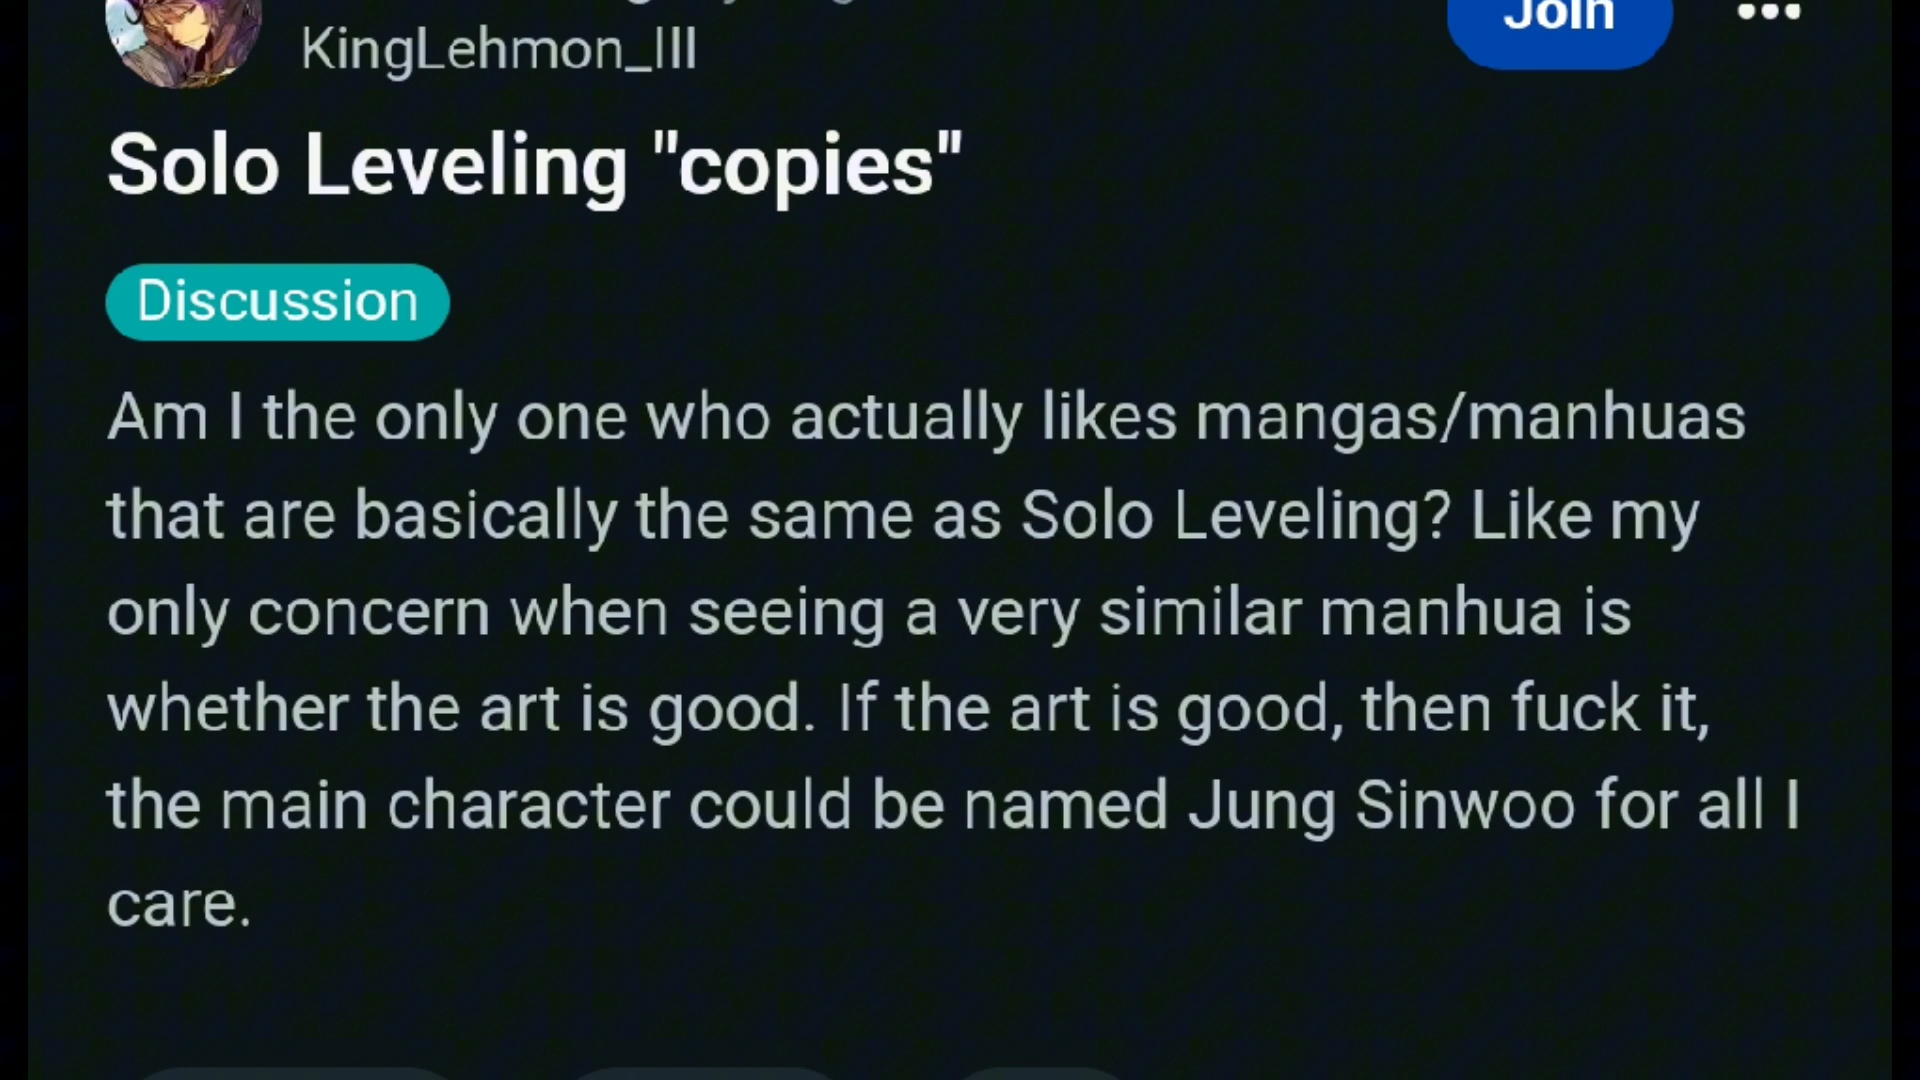 KingLehmon_III
Join
Solo Leveling "copies"
Discussion
Am I the only one who actually likes mangas/manhuas
that are basically the same as Solo Leveling? Like my
only concern when seeing a very similar manhua is
whether the art is good. If the art is good, then fuck it,
the main character could be named Jung Sinwoo for all I
care.